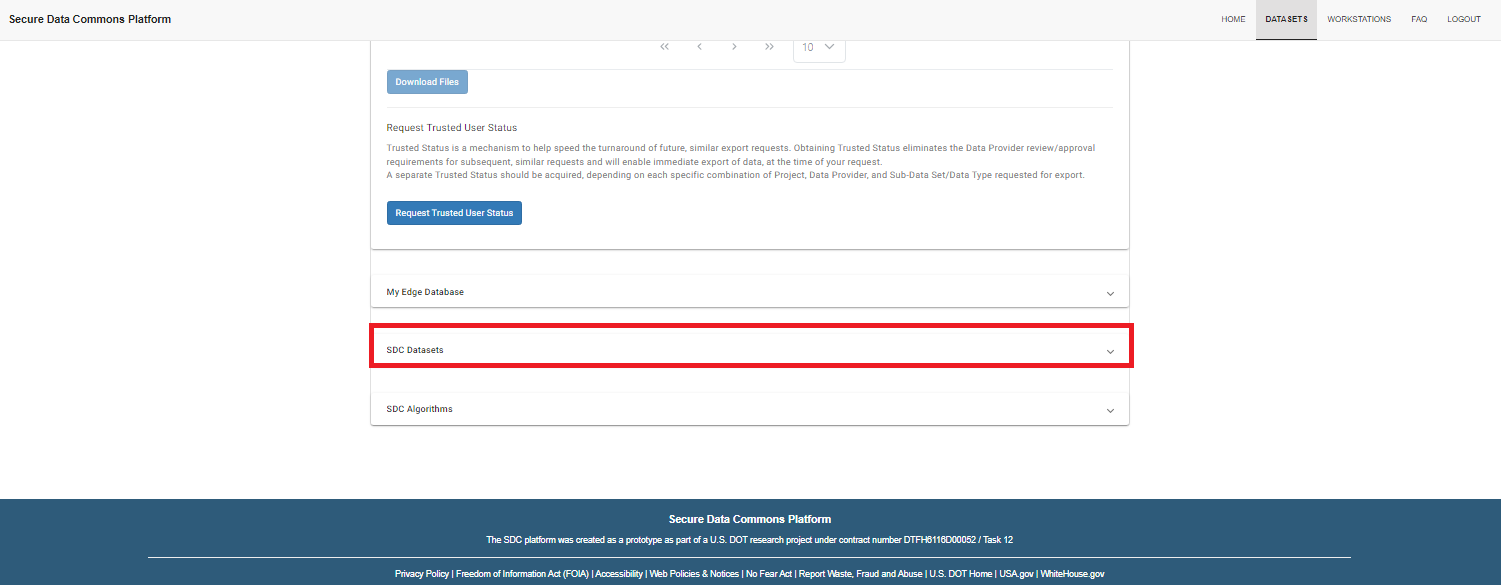 Secure Data Commons Platform
HOME DATASETS WORKSTATIONS FAQ LOGOUT
10
Download Files
Request Trusted User Status
Trusted Status is a mechanism to help speed the turnaround of future, similar export requests. Obtaining Trusted Status eliminates the Data Provider review/approval
requirements for subsequent, similar requests and will enable immediate export of data, at the time of your request.
A separate Trusted Status should be acquired, depending on each specific combination of Project, Data Provider, and Sub-Data Set/Data Type requested for export.
Request Trusted User Status
My Edge Database
SDC Datasets
SDC Algorithms
Secure Data Commons Platform
The SDC platform was created as a prototype as part of a U.S. DOT research project under contract number DTFH6116D00052 / Task 12
Privacy Policy | Freedom of Information Act (FOIA) | Accessibility | Web Policies & Notices | No Fear Act | Report Waste, Fraud and Abuse | U.S. DOT Home | USA.gov | WhiteHouse.gov